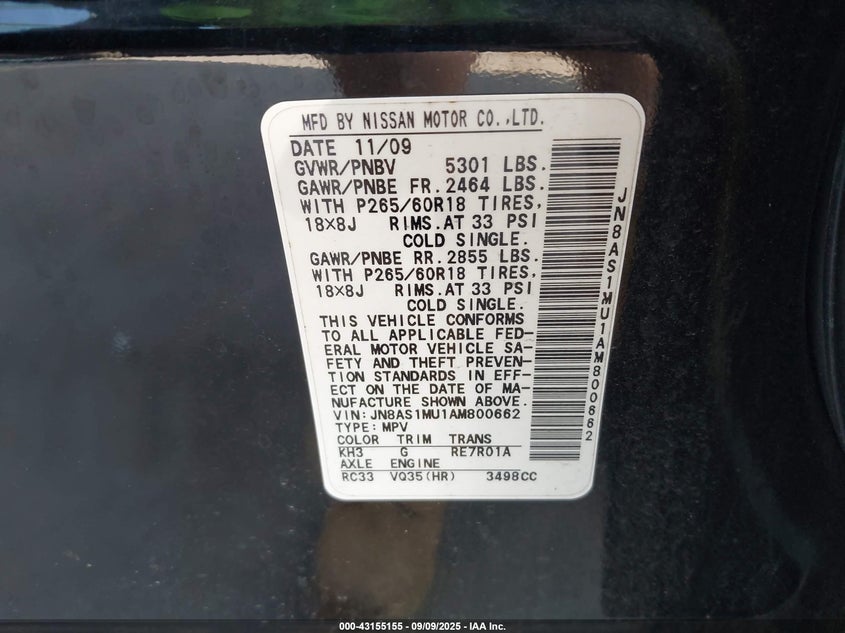 MFD BY NISSAN MOTOR CO.,LTD.
DATE 11/09
GVWR/PNBV 5301 LBS.
GAWR/PNBE FR.2464 LBS.
WITH P265/60R18 TIRES,
18×8J RIMS.AT 33 PSI
COLD SINGLE.
GAWR/PNBE RR.2855 LBS.
WITH P265/60R18 TIRES,
18×8J RIMS.AT 33 PSI
COLD SINGLE.
THIS VEHICLE CONFORMS
TO ALL APPLICABLE FED-
ERAL MOTOR VEHICLE SA-
FETY AND THEFT PREVEN-
TION STANDARDS IN EFF-
ECT ON THE DATE OF MA-
NUFACTURE SHOWN ABOVE.
VIN:JN8AS1MU1AM800662
TYPE:MPV
COLOR TRIM TRANS
KH3 G RE7R01A
AXLE ENGINE
RC33 VQ35(HR) 3498CC
JN8AS1MU1AM800662
000-43155155 - 09/09/2025 - IAA Inc.